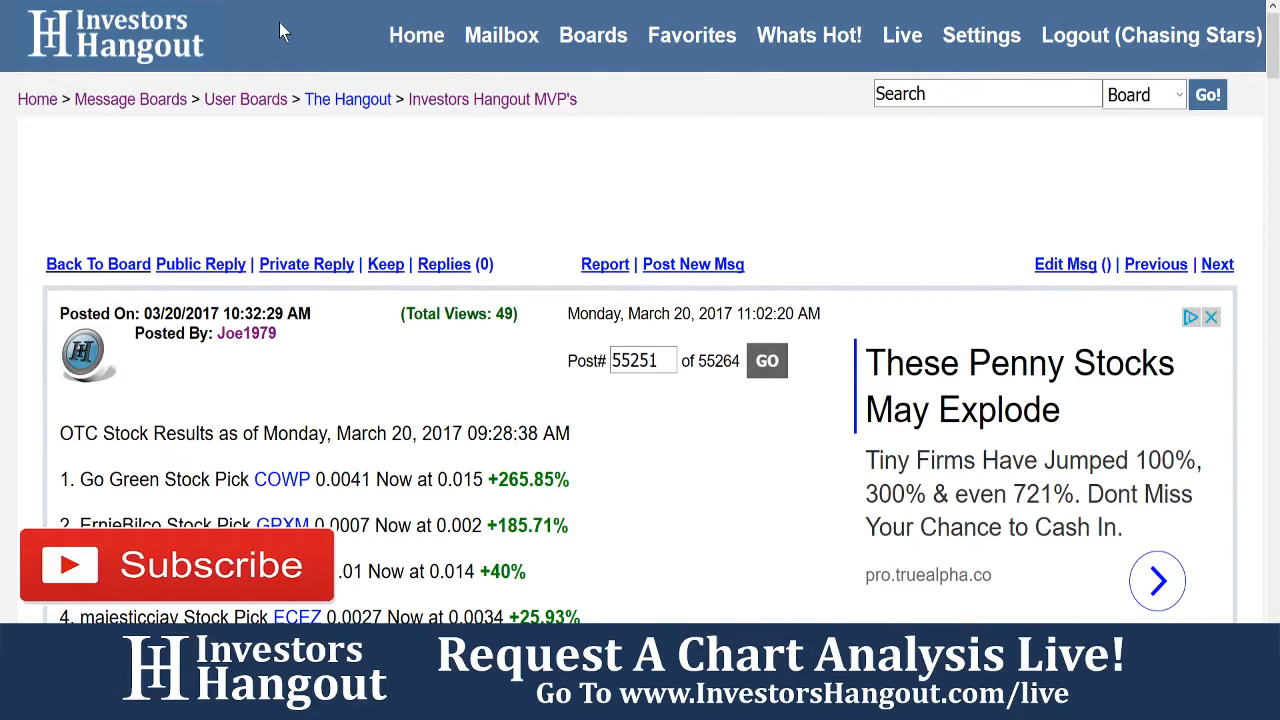 Investors
Hangout
Home Mailbox Boards Favorites Whats Hot! Live Settings Logout (Chasing Stars)
Home > Message Boards > User Boards > The Hangout > Investors Hangout MVP's
Search Board Go!
Back To Board Public Reply | Private Reply | Keep | Replies (0) Report | Post New Msg Edit Msg () | Previous | Next
Posted On: 03/20/2017 10:32:29 AM (Total Views: 49) Monday, March 20, 2017 11:02:20 AM
Posted By: Joe1979
Post# 55251 of 55264 GO
These Penny Stocks
May Explode
Tiny Firms Have Jumped 100%,
300% & even 721%. Dont Miss
Your Chance to Cash In.
pro.truealpha.co
OTC Stock Results as of Monday, March 20, 2017 09:28:38 AM
1. Go Green Stock Pick COWP 0.0041 Now at 0.015 +265.85%
2. ErnieBilco Stock Pick GPXM 0.0007 Now at 0.002 +185.71%
.01 Now at 0.014 +40%
4. majesticjay Stock Pick ECEZ 0.0027 Now at 0.0034 +25.93%
Subscribe
Investors
Hangout
Request A Chart Analysis Live!
Go To www.InvestorsHangout.com/live